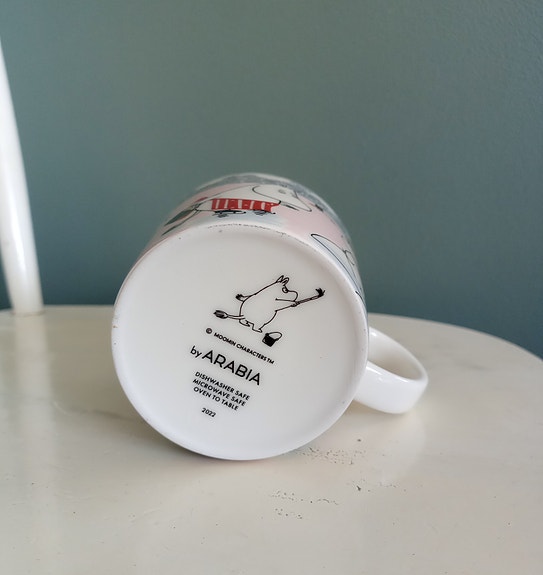 © MOOMIN CHARACTERS™
by ARABIA
DISHWASHER SAFE
MICROWAVE SAFE
OVEN TO TABLE
2022